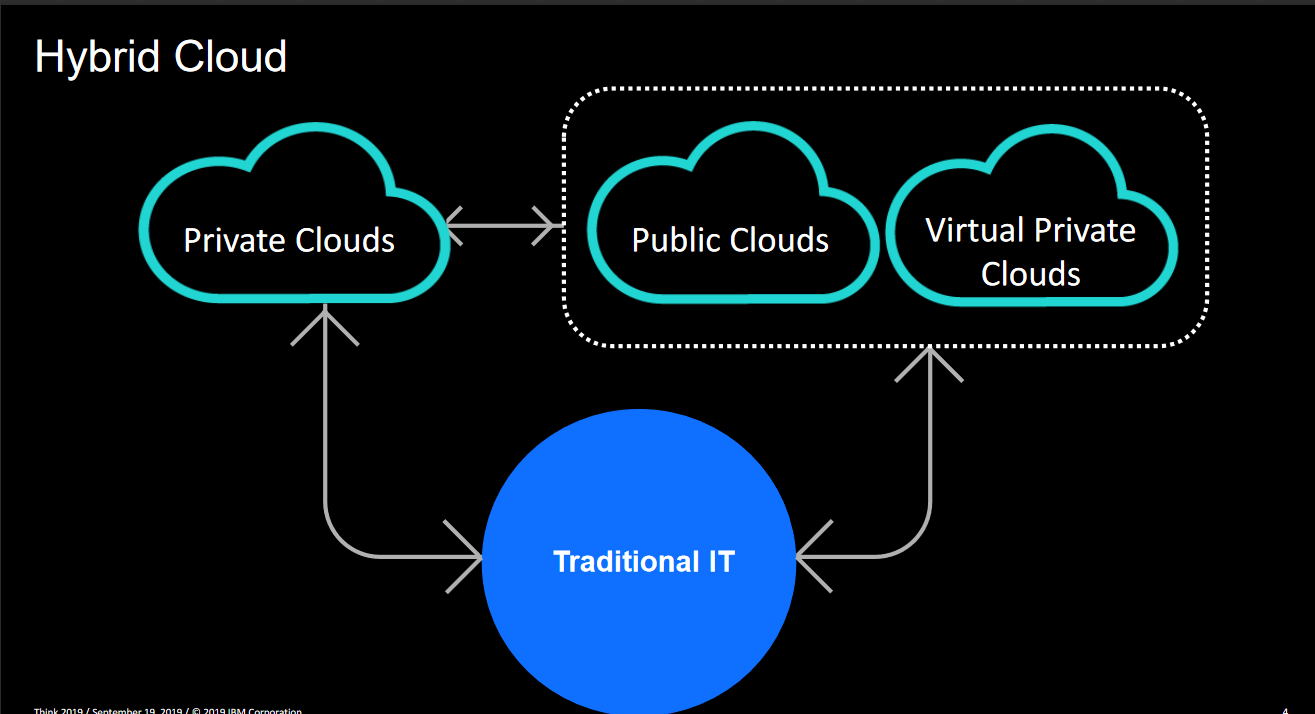 Hybrid Cloud
Private Clouds
Public Clouds
Virtual Private
Clouds
Traditional IT
Think 2019 / September 19, 2019 / © 2019 IBM Corporation
4